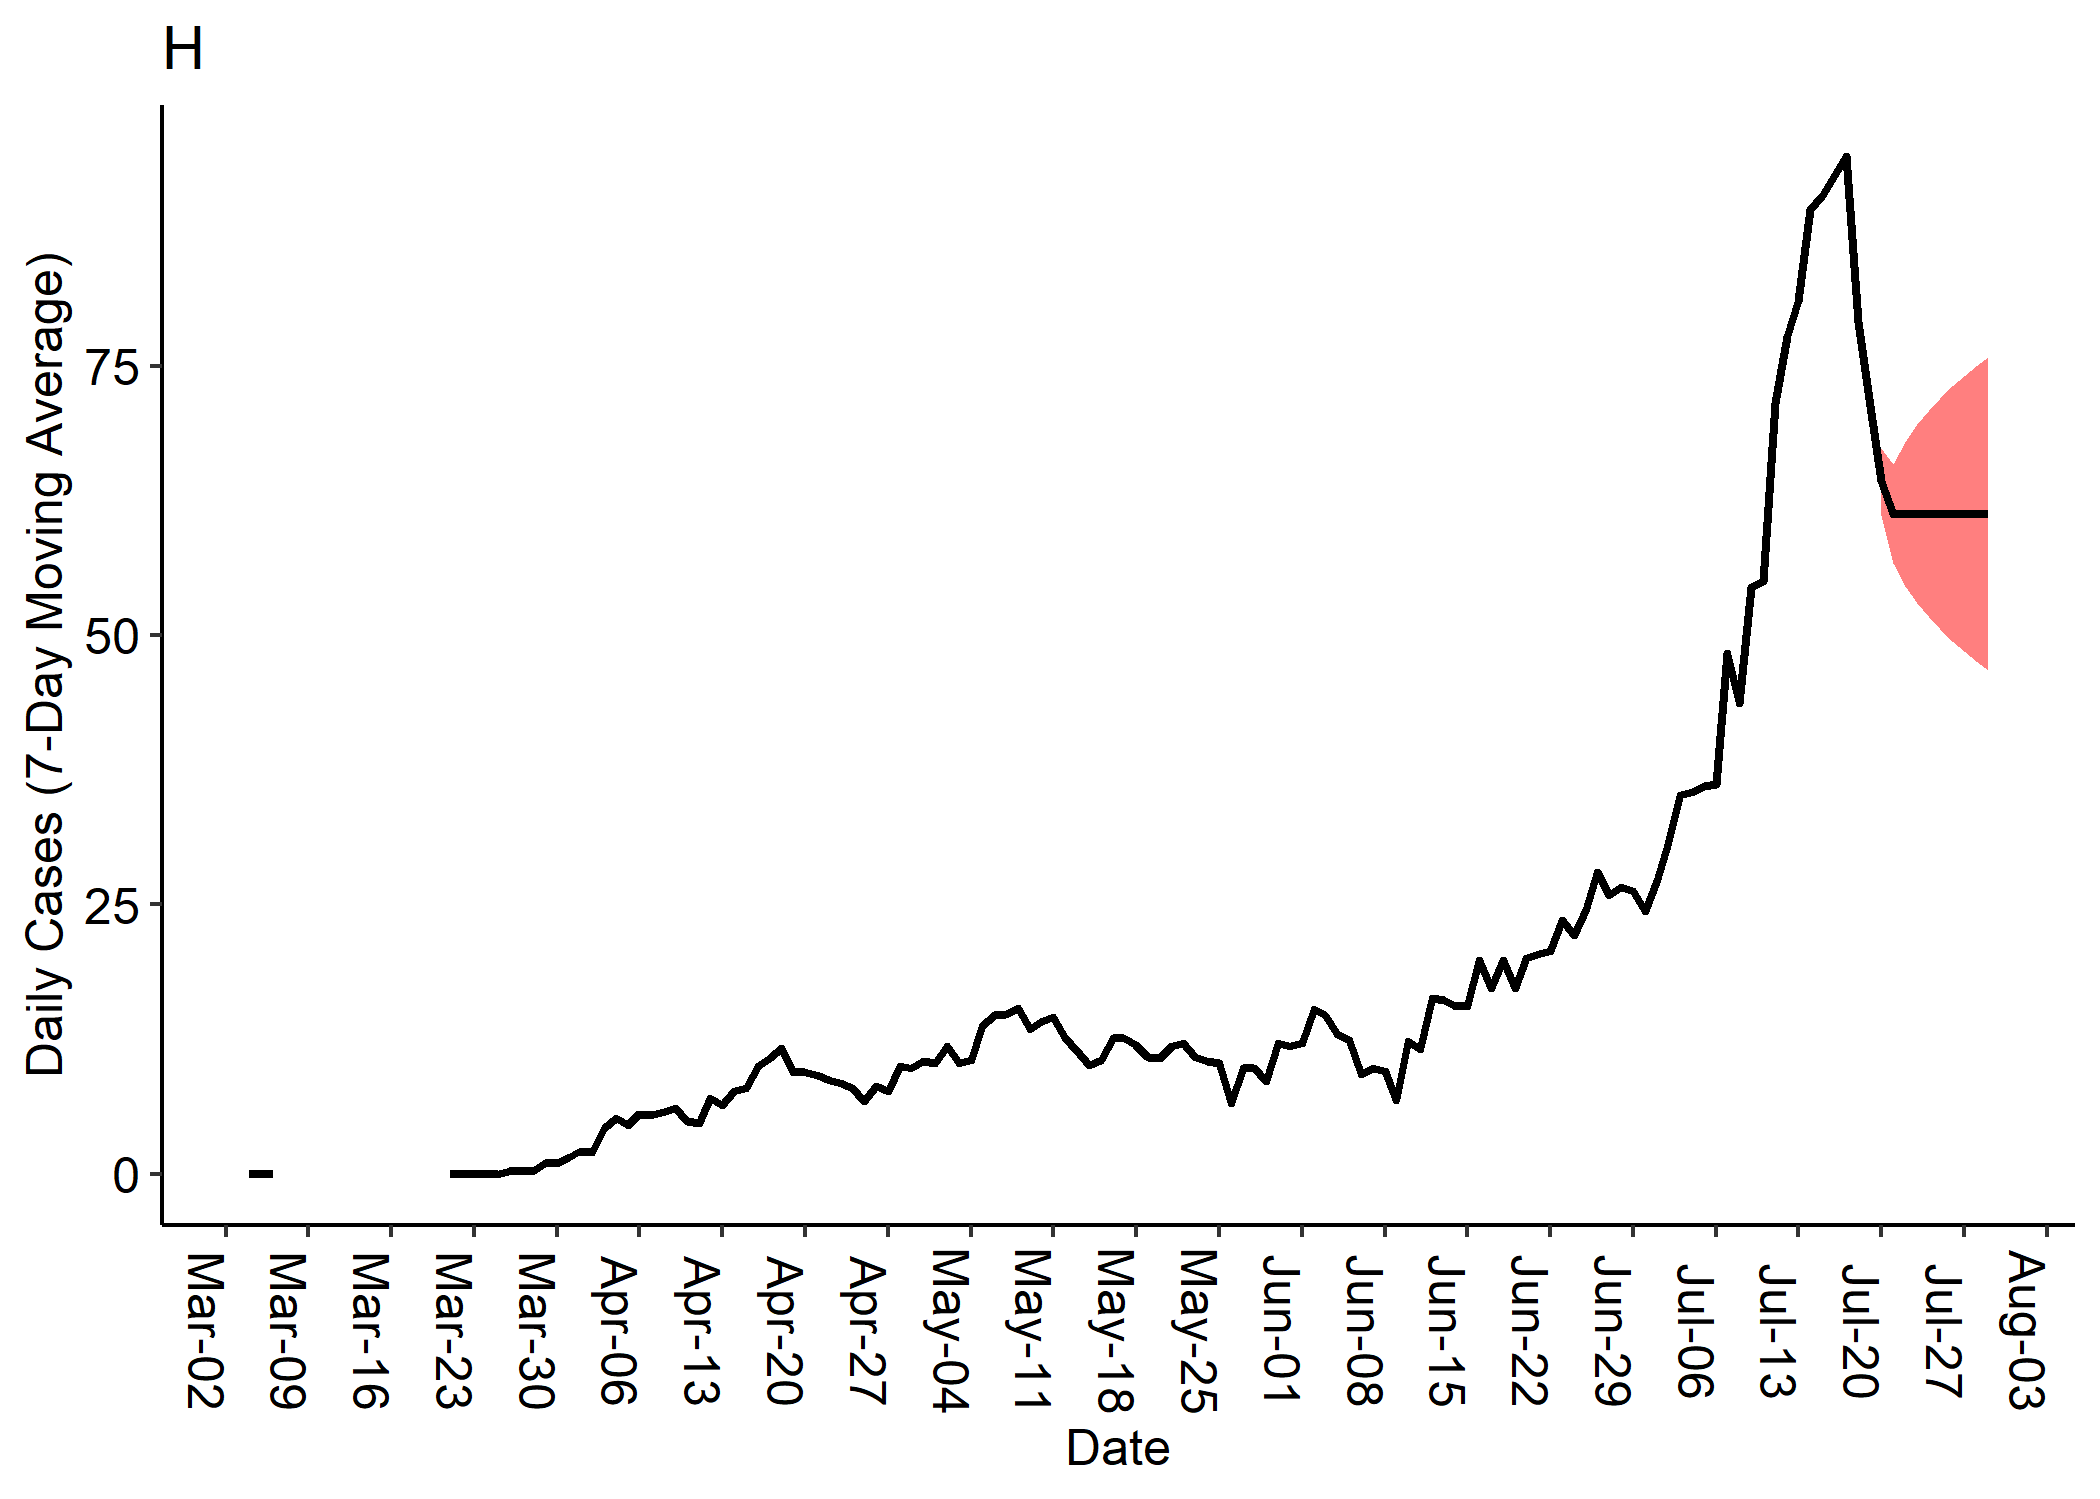 H
Daily Cases (7-Day Moving Average)
75
50
25
0
Mar-02
Mar-09
Mar-16
Mar-23
Mar-30
Apr-06
Apr-13
Apr-20
Apr-27
May-04
May-11
May-18
May-25
Jun-01
Jun-08
Jun-15
Jun-22
Jun-29
Jul-06
Jul-13
Jul-20
Jul-27
Aug-03
Date